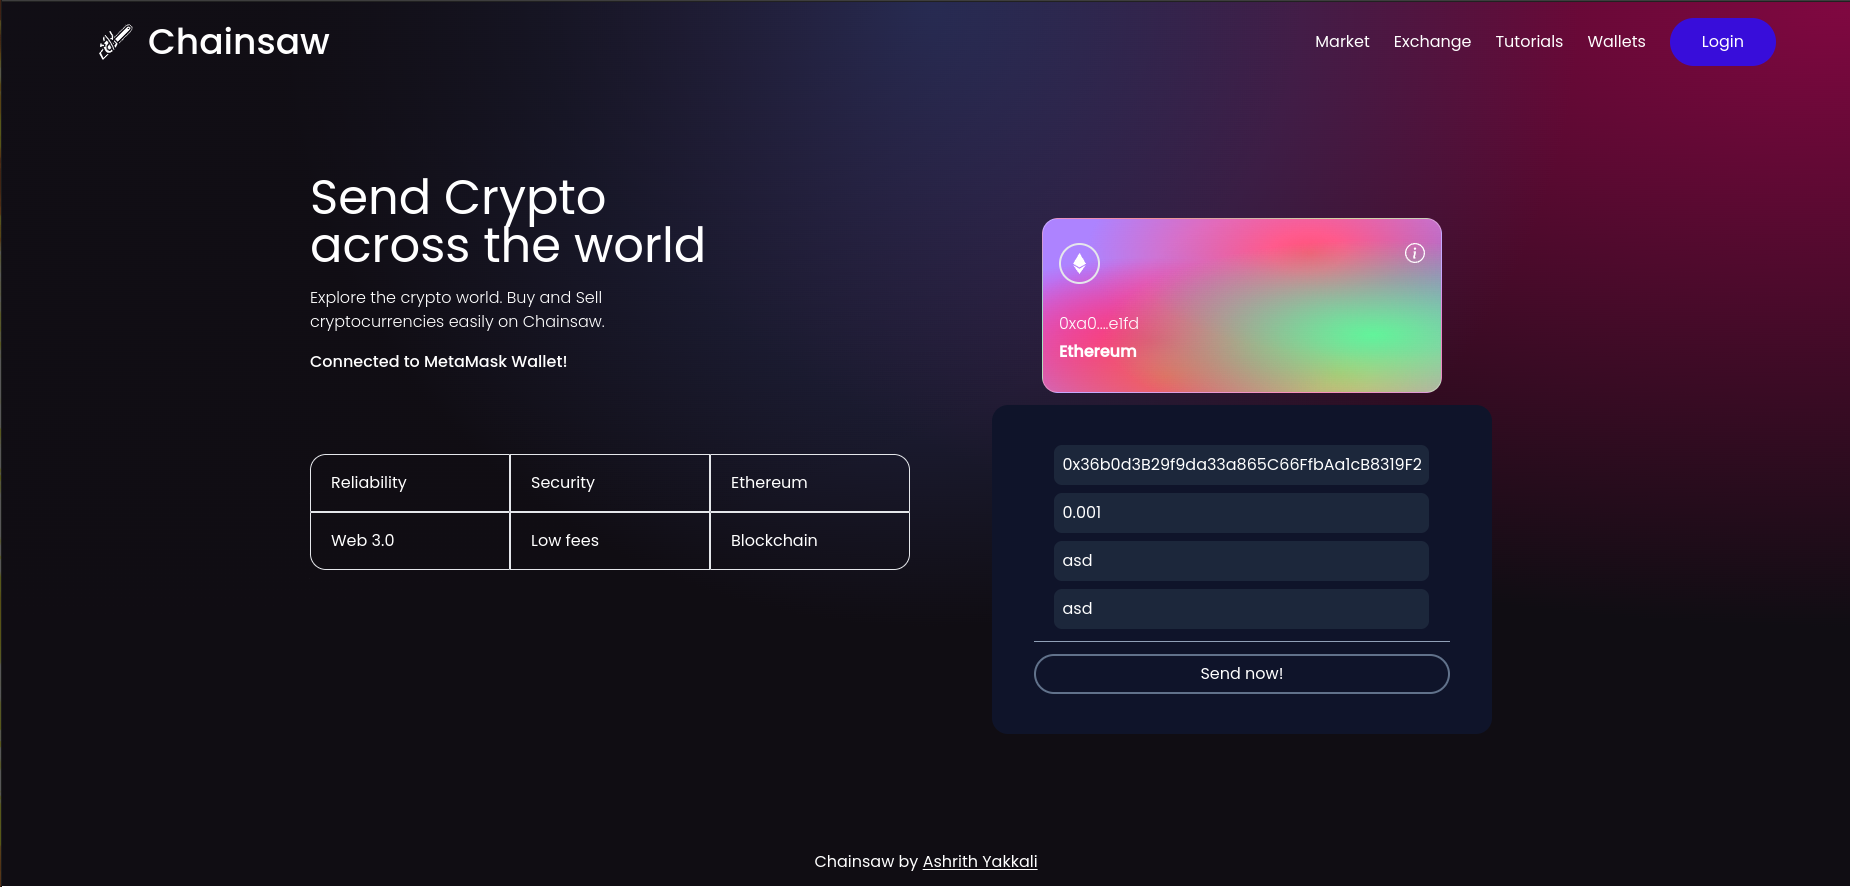 Chainsaw
Market
Exchange
Tutorials
Wallets
Login
Send Crypto
across the world
Explore the crypto world. Buy and Sell
cryptocurrencies easily on Chainsaw.
Connected to MetaMask Wallet!
Reliability
Security
Ethereum
Web 3.0
Low fees
Blockchain
0xa0....e1fd
Ethereum
0x36b0d3B29f9da33a865C66FfbAa1cB8319F2
0.001
asd
asd
Send now!
Chainsaw by Ashrith Yakkali